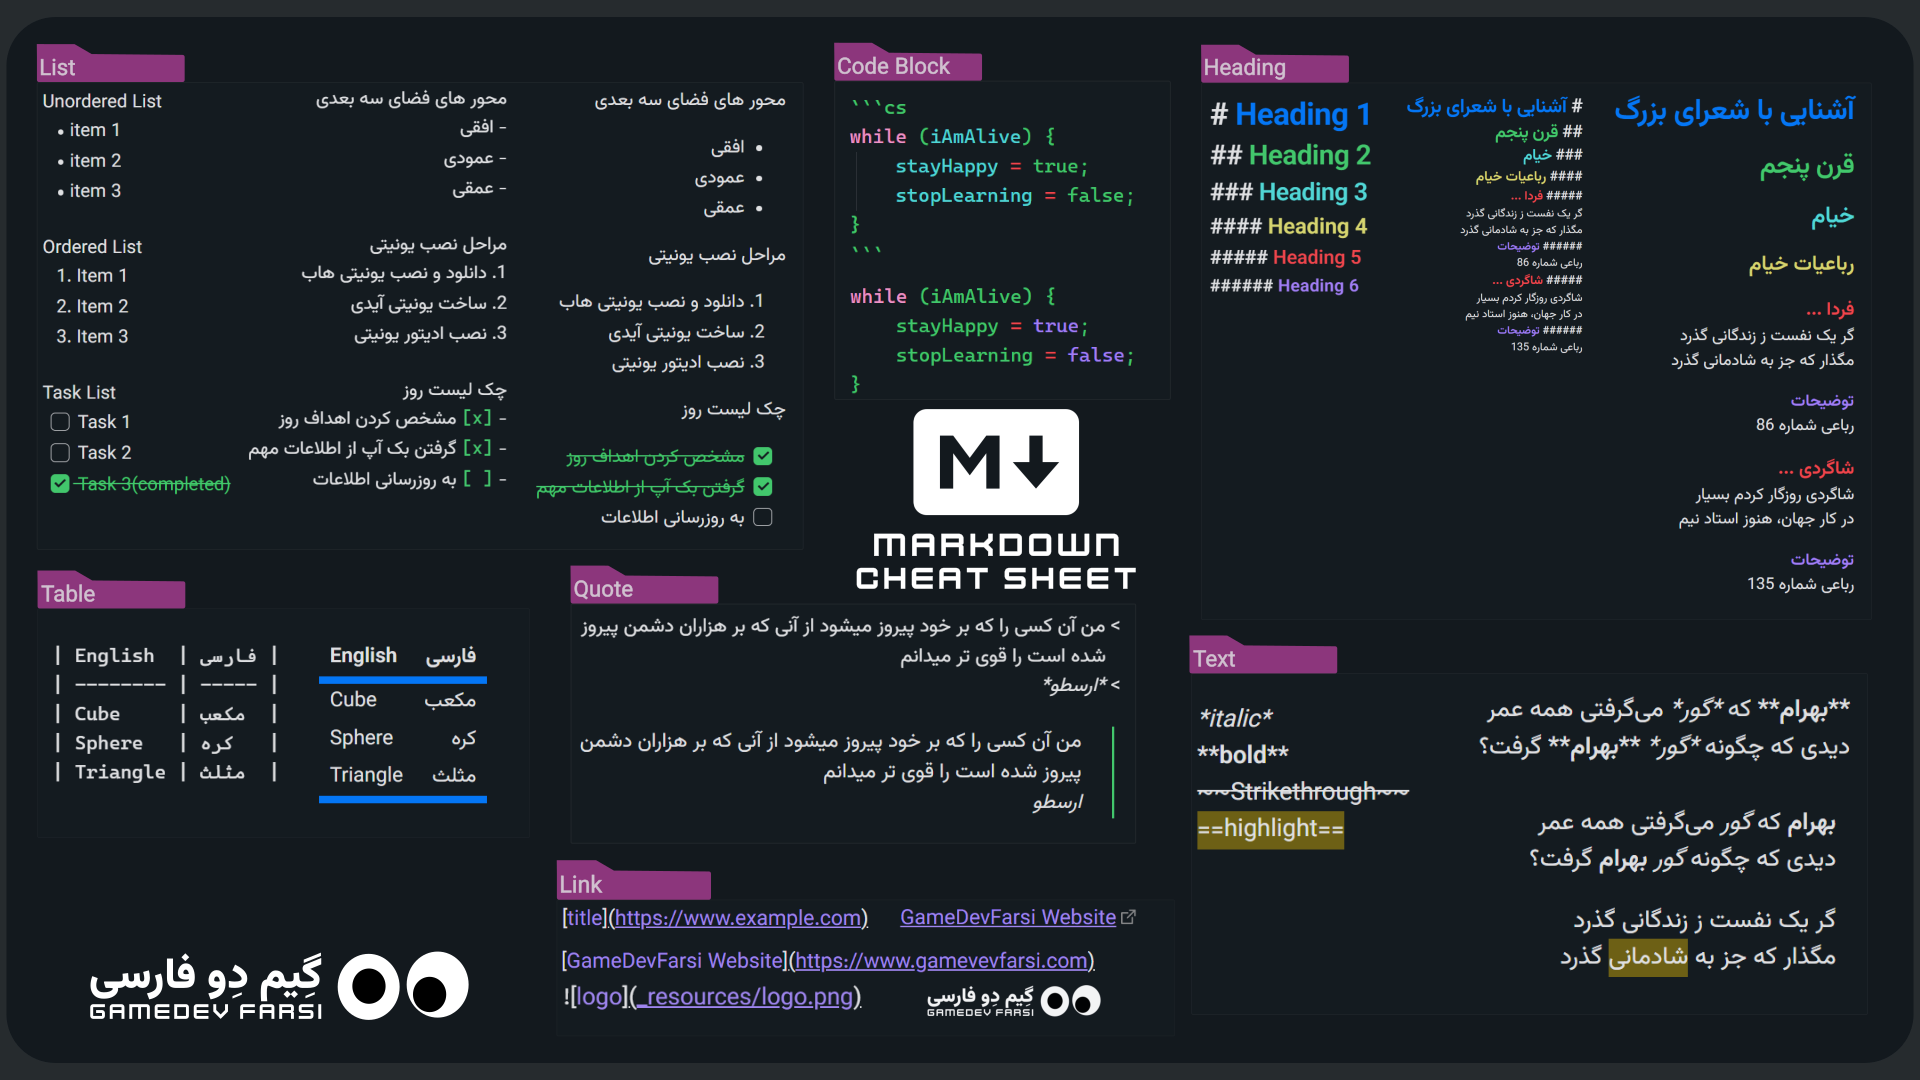 List
Unordered List
• item 1
• item 2
• item 3
Ordered List
1. Item 1
2. Item 2
3. Item 3
Task List
Task 1
Task 2
Task 3(completed)
محور های فضای سه بعدی
- افقی
- عمودی
- عمقی
مراحل نصب یونیتی
1. دانلود و نصب یونیتی هاب
2. ساخت یونیتی آیدی
3. نصب ادیتور یونیتی
چک لیست روز
- [x] مشخص کردن اهداف روز
- [x] گرفتن بک آپ از اطلاعات مهم
- [ ] به روزرسانی اطلاعات
محور های فضای سه بعدی
• افقی
• عمودی
• عمقی
مراحل نصب یونیتی
1. دانلود و نصب یونیتی هاب
2. ساخت یونیتی آیدی
3. نصب ادیتور یونیتی
چک لیست روز
مشخص کردن اهداف روز
گرفتن بک آپ از اطلاعات مهم
به روزرسانی اطلاعات
Code Block
```cs
while (iAmAlive) {
stayHappy = true;
stopLearning = false;
}
```
while (iAmAlive) {
stayHappy = true;
stopLearning = false;
}
M
MARKDOWN
CHEAT SHEET
Heading
# Heading 1
## Heading 2
### Heading 3
#### Heading 4
##### Heading 5
###### Heading 6
# آشنایی با شعرای بزرگ
## قرن پنجم
### خیام
#### رباعیات خیام
##### فردا ...
گر یک نفست ز زندگانی گذرد
مگذار که جز به شادمانی گذرد
###### توضیحات
رباعی شماره 86
##### شاگردی ...
شاگردی روزگار کردم بسیار
در کار جهان، هنوز استاد نیم
###### توضیحات
رباعی شماره 135
آشنایی با شعرای بزرگ
قرن پنجم
خیام
رباعیات خیام
فردا ...
گر یک نفست ز زندگانی گذرد
مگذار که جز به شادمانی گذرد
توضیحات
رباعی شماره 86
شاگردی ...
شاگردی روزگار کردم بسیار
در کار جهان، هنوز استاد نیم
توضیحات
رباعی شماره 135
Table
| English | فارسی |
| -------- | ----- |
| Cube | مکعب |
| Sphere | کره |
| Triangle | مثلث |
English فارسی
Cube مکعب
Sphere کره
Triangle مثلث
Quote
> من آن کسی را که بر خود پیروز میشود از آنی که بر هزاران دشمن پیروز
شده است را قوی تر میدانم
> *ارسطو*
من آن کسی را که بر خود پیروز میشود از آنی که بر هزاران دشمن
پیروز شده است را قوی تر میدانم
ارسطو
Link
[title](https://www.example.com) GameDevFarsi Website
[GameDevFarsi Website](https://www.gamevevfarsi.com)
![logo](_resources/logo.png)
گیم دِو فارسی
GAMEDEV FARSI
Text
*italic*
**bold**
~~Strikethrough~~
==highlight==
**بهرام** که *گور* می‌گرفتی همه عمر
دیدی که چگونه *گور* **بهرام** گرفت؟
بهرام که گور می‌گرفتی همه عمر
دیدی که چگونه گور بهرام گرفت؟
گر یک نفست ز زندگانی گذرد
مگذار که جز به شادمانی گذرد
گیم دِو فارسی
GAMEDEV FARSI